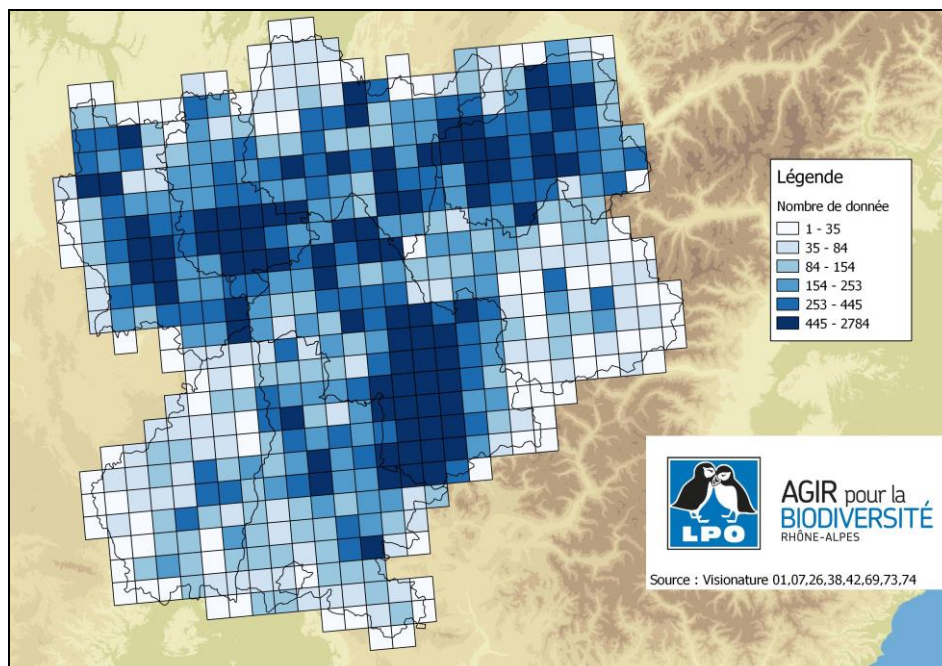 Légende
Nombre de donnée
1 - 35
35 - 84
84 - 154
154 - 253
253 - 445
445 - 2784
LPO
AGIR pour la
BIODIVERSITÉ
RHÔNE-ALPES
Source : Visionature 01,07,26,38,42,69,73,74